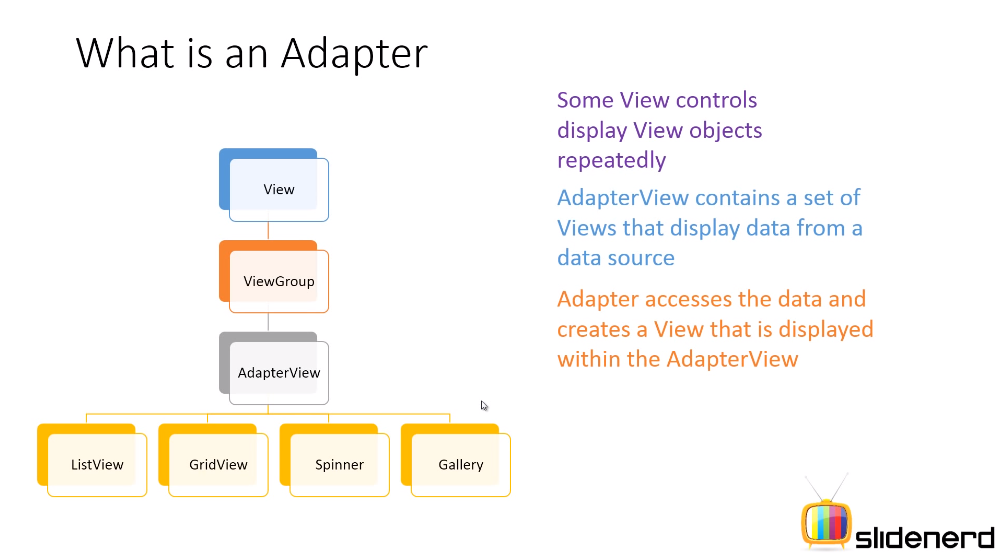 What is an Adapter
Some View controls
display View objects
repeatedly
AdapterView contains a set of
Views that display data from a
data source
Adapter accesses the data and
creates a View that is displayed
within the AdapterView
View
ViewGroup
AdapterView
ListView
GridView
Spinner
Gallery
slidenerd